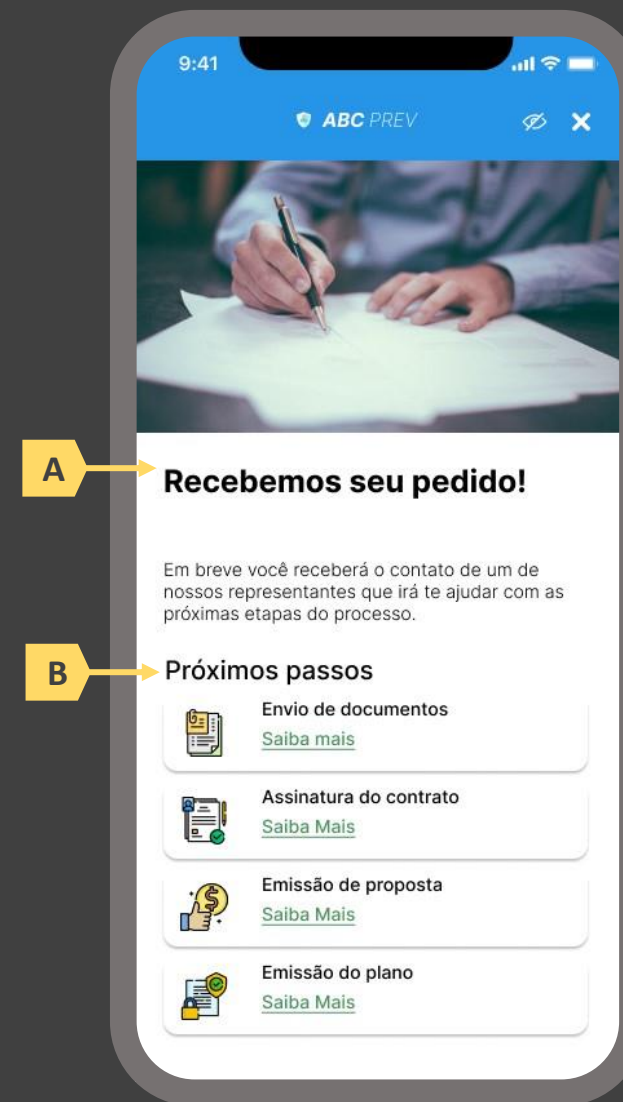 9:41
ABC PREV
A
Recebemos seu pedido!
Em breve você receberá o contato de um de
nossos representantes que irá te ajudar com as
próximas etapas do processo.
B
Próximos passos
Envio de documentos
Saiba mais
Assinatura do contrato
Saiba Mais
Emissão de proposta
Saiba Mais
Emissão do plano
Saiba Mais